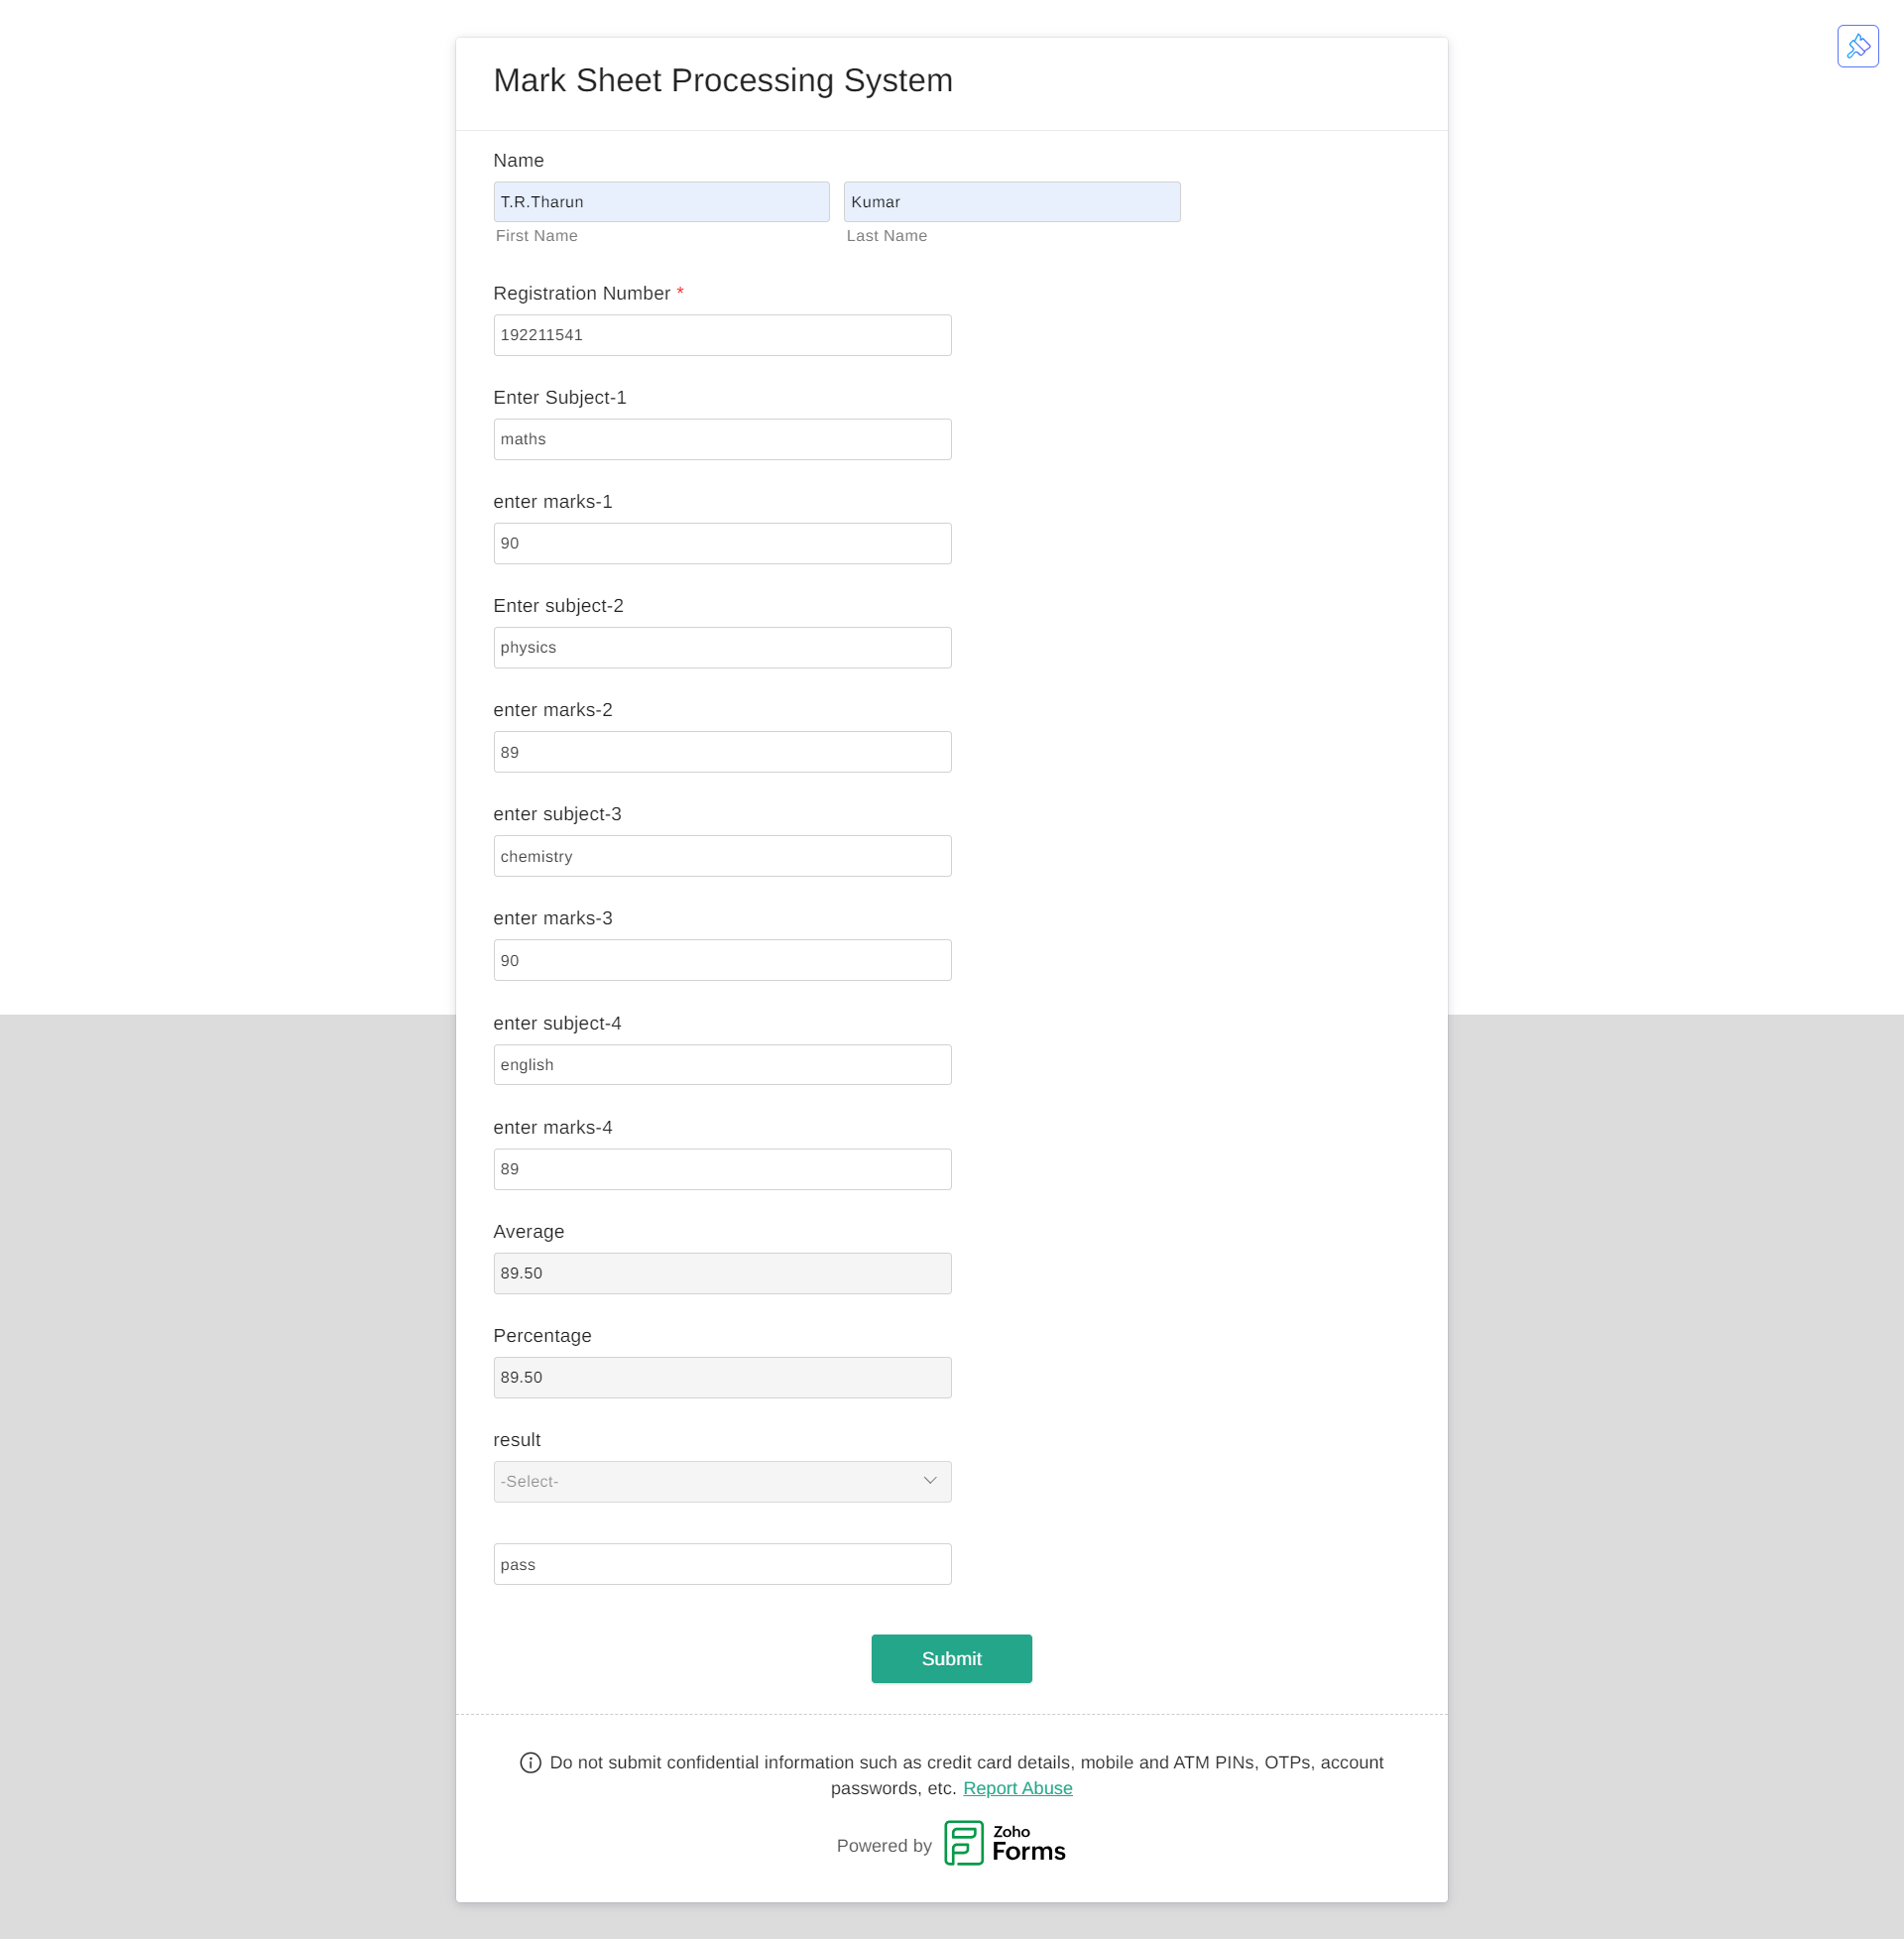 Mark Sheet Processing System
Name
T.R.Tharun Kumar
First Name Last Name
Registration Number *
192211541
Enter Subject-1
maths
enter marks-1
90
Enter subject-2
physics
enter marks-2
89
enter subject-3
chemistry
enter marks-3
90
enter subject-4
english
enter marks-4
89
Average
89.50
Percentage
89.50
result
-Select-
pass
Submit
Do not submit confidential information such as credit card details, mobile and ATM PINs, OTPs, account
passwords, etc. Report Abuse
Powered by Zoho Forms